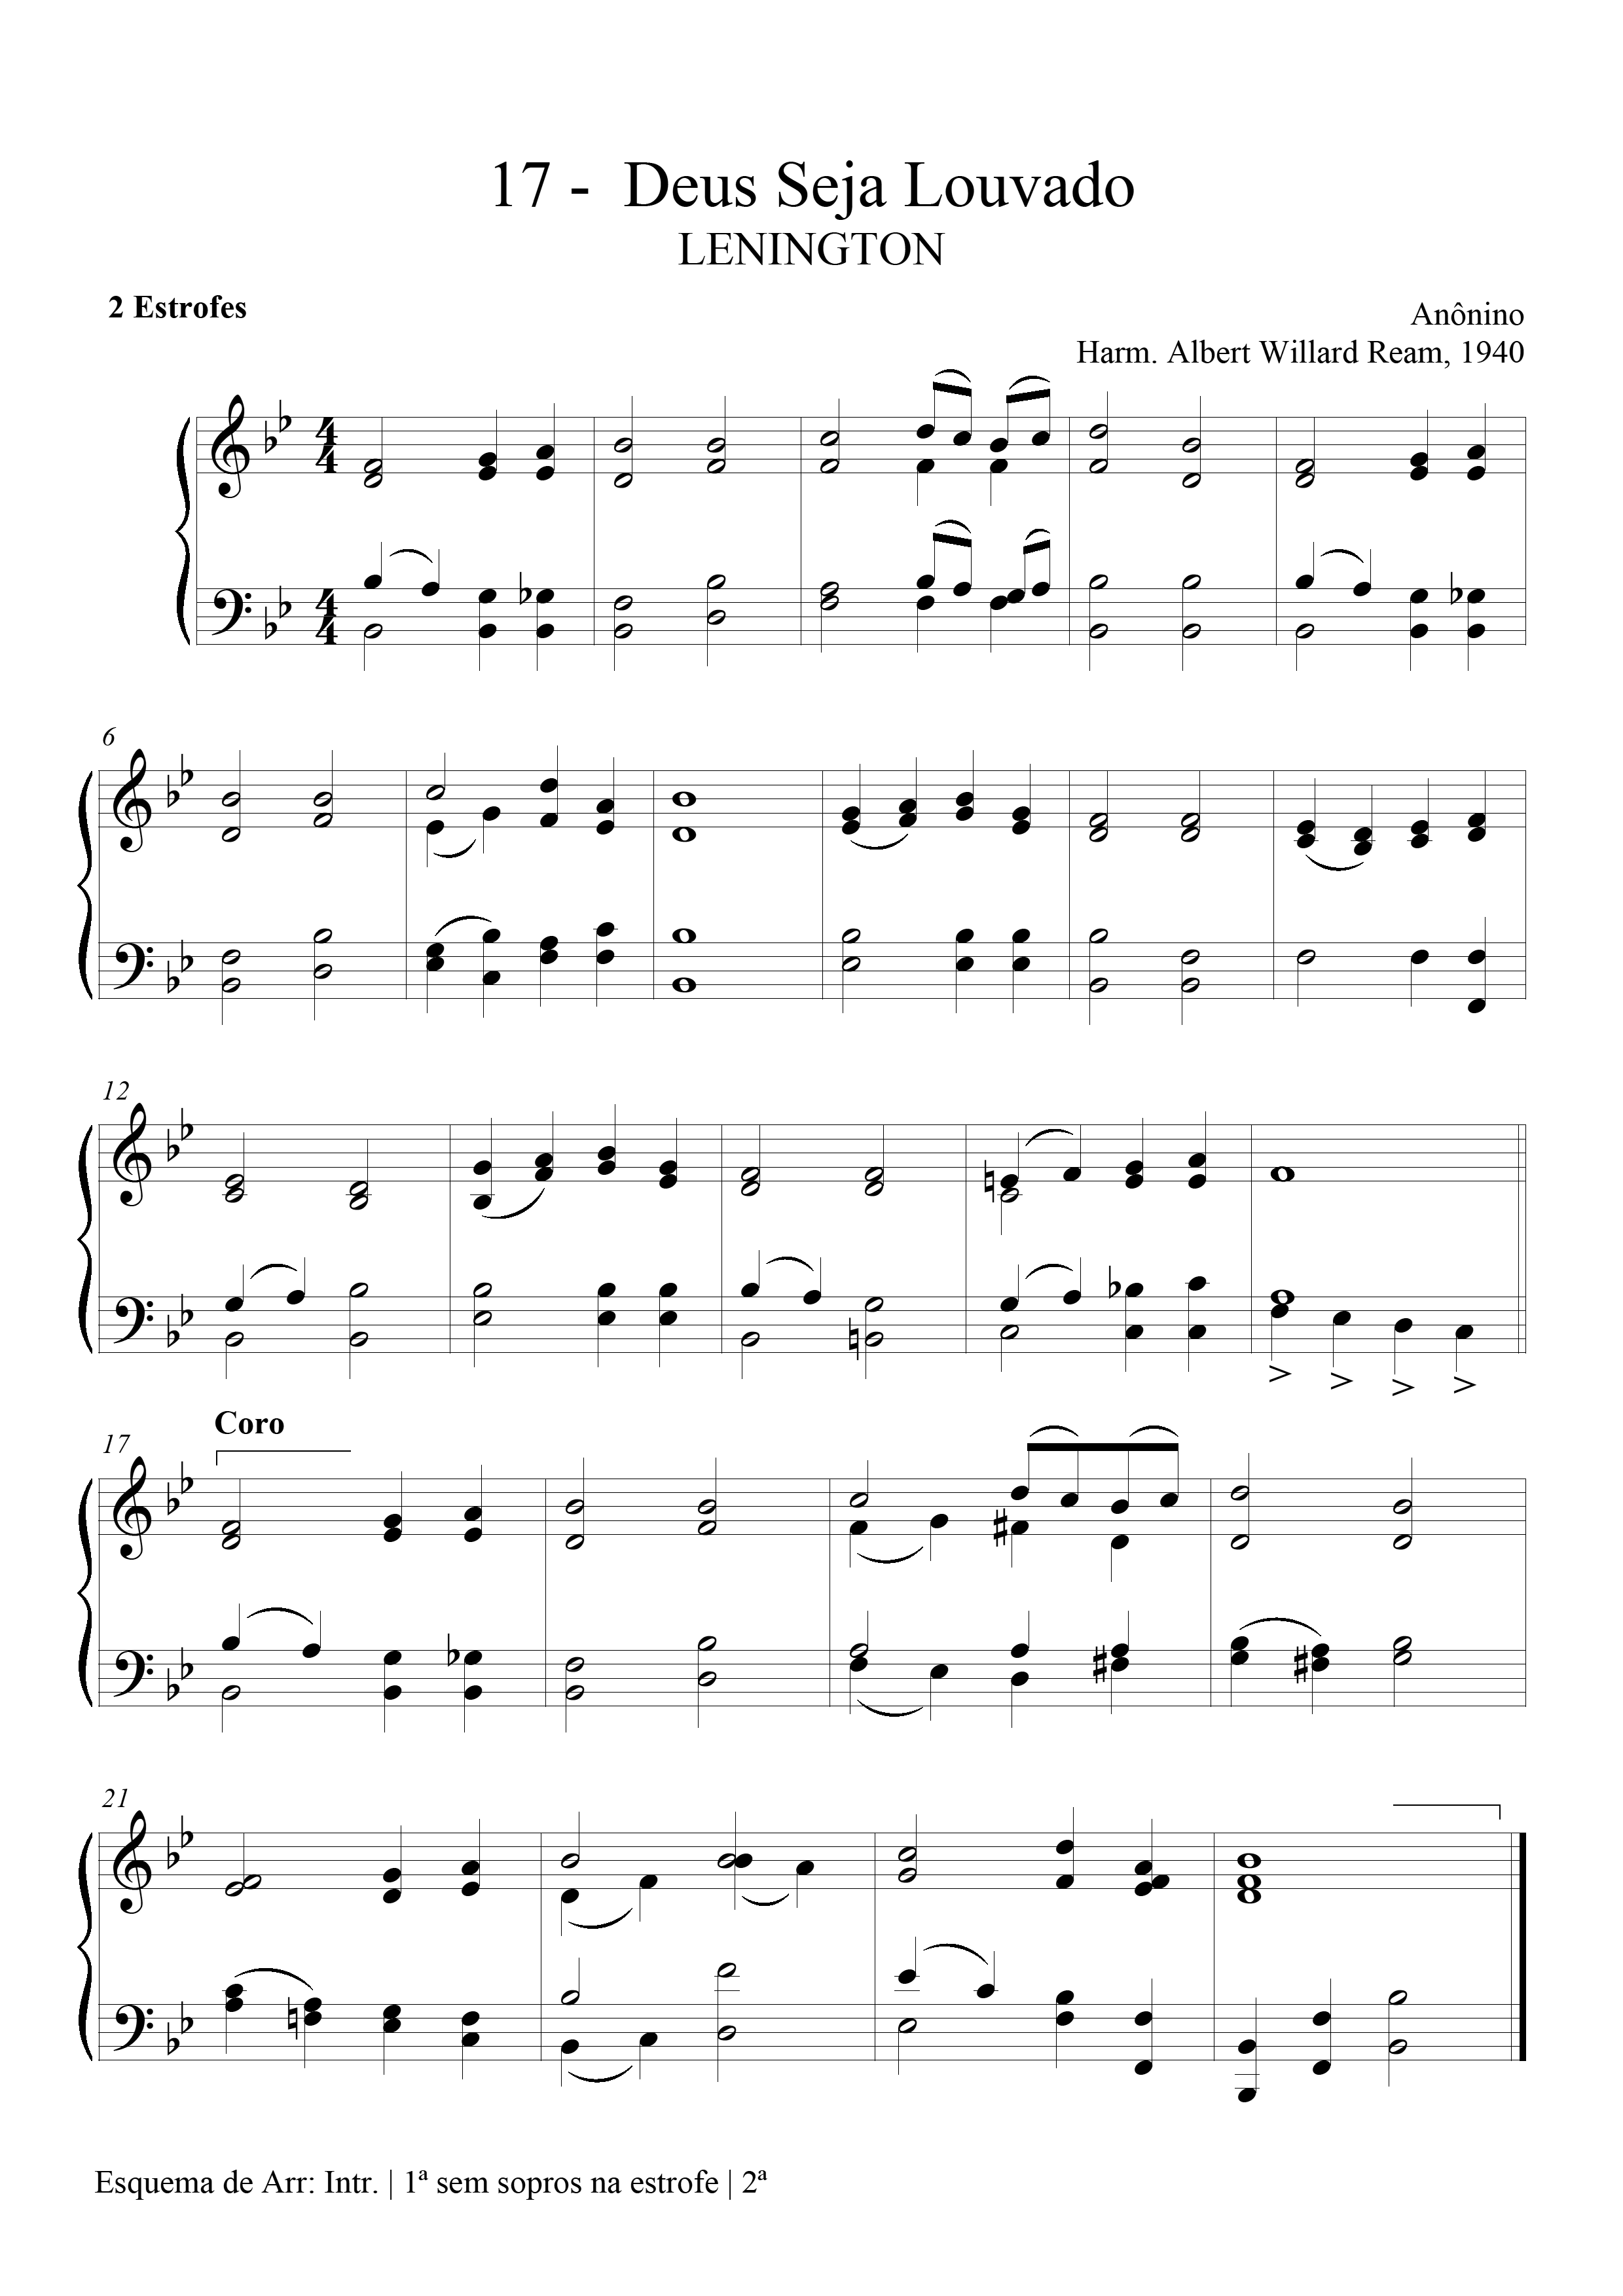 17 - Deus Seja Louvado
LENINGTON
2 Estrofes
Anônino
Harm. Albert Willard Ream, 1940
6
12
Coro
17
21
Esquema de Arr: Intr. | 1ª sem sopros na estrofe | 2ª